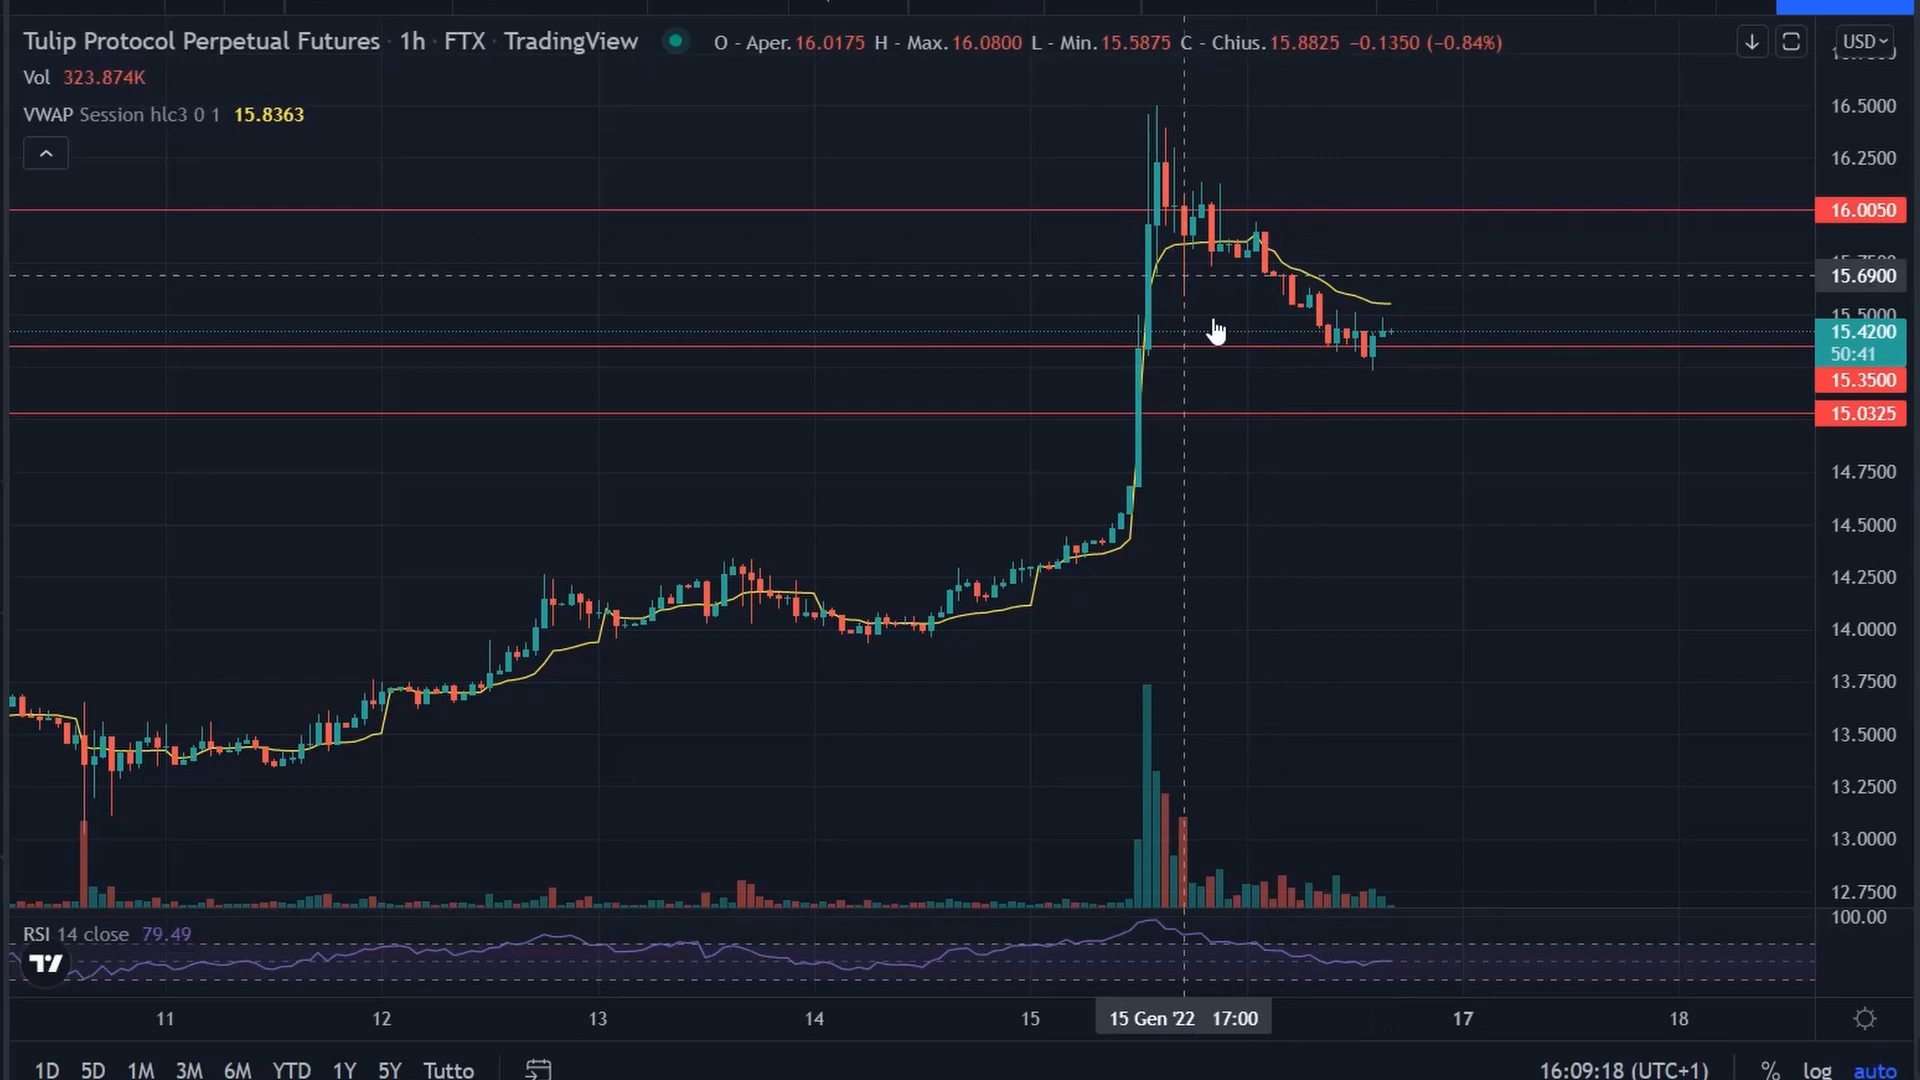 Tulip Protocol Perpetual Futures · 1h · FTX · TradingView O - Aper.16.0175 H - Max.16.0800 L - Min.15.5875 C - Chius.15.8825 −0.1350 (−0.84%)
USD
Vol 323.874K
VWAP Session hlc3 0 1 15.8363
16.5000
16.2500
16.0050
15.6900
15.5000
15.4200
50:41
15.3500
15.0325
14.7500
14.5000
14.2500
14.0000
13.7500
13.5000
13.2500
13.0000
12.7500
100.00
RSI 14 close 79.49
11 12 13 14 15 15 Gen '22 17:00 17 18
1D 5D 1M 3M 6M YTD 1Y 5Y Tutto 16:09:18 (UTC+1) % log auto